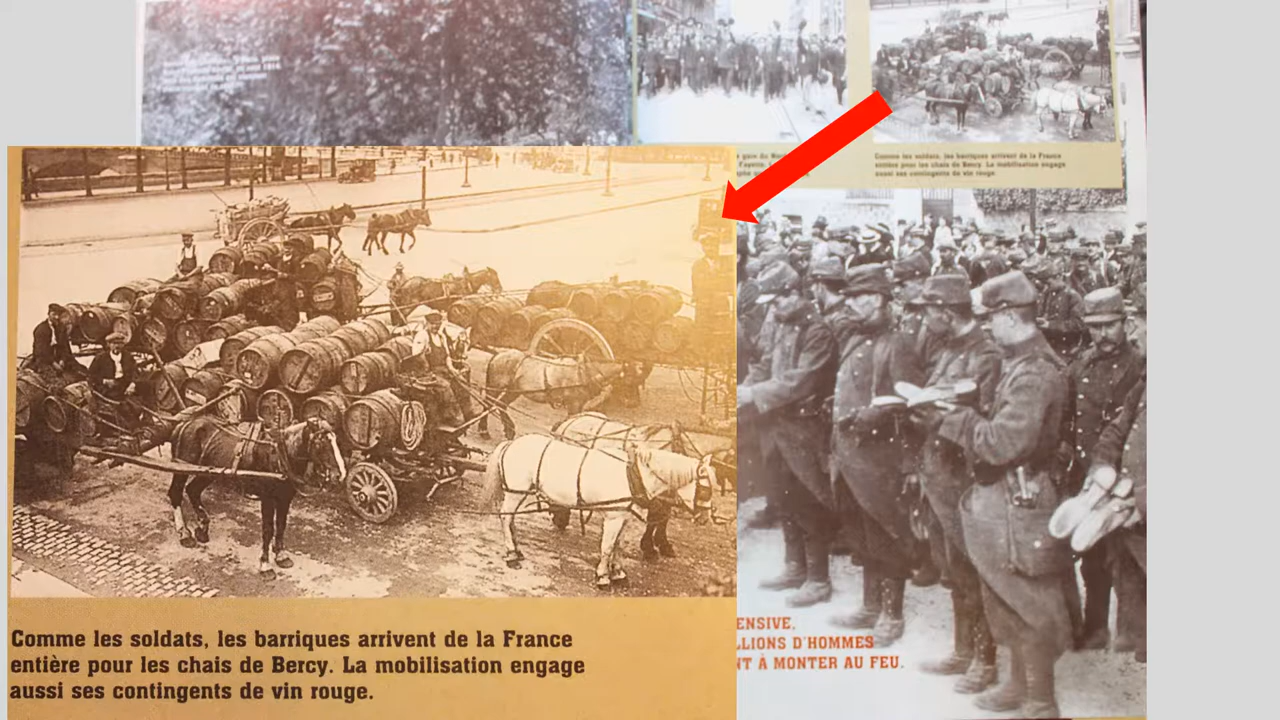 Comme les soldats, les barriques arrivent de la France
entière pour les chais de Bercy. La mobilisation engage
aussi ses contingents de vin rouge.
Comme les soldats, les barriques arrivent de la France
entière pour les chais de Bercy. La mobilisation engage
aussi ses contingents de vin rouge.
ENSIVE,
LLIONS D'HOMMES
NT À MONTER AU FEU.